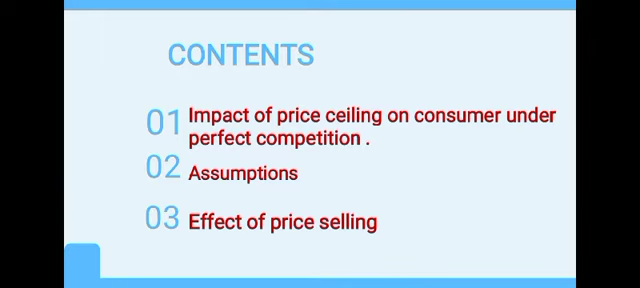 CONTENTS
01 Impact of price ceiling on consumer under
perfect competition .
02 Assumptions
03 Effect of price selling